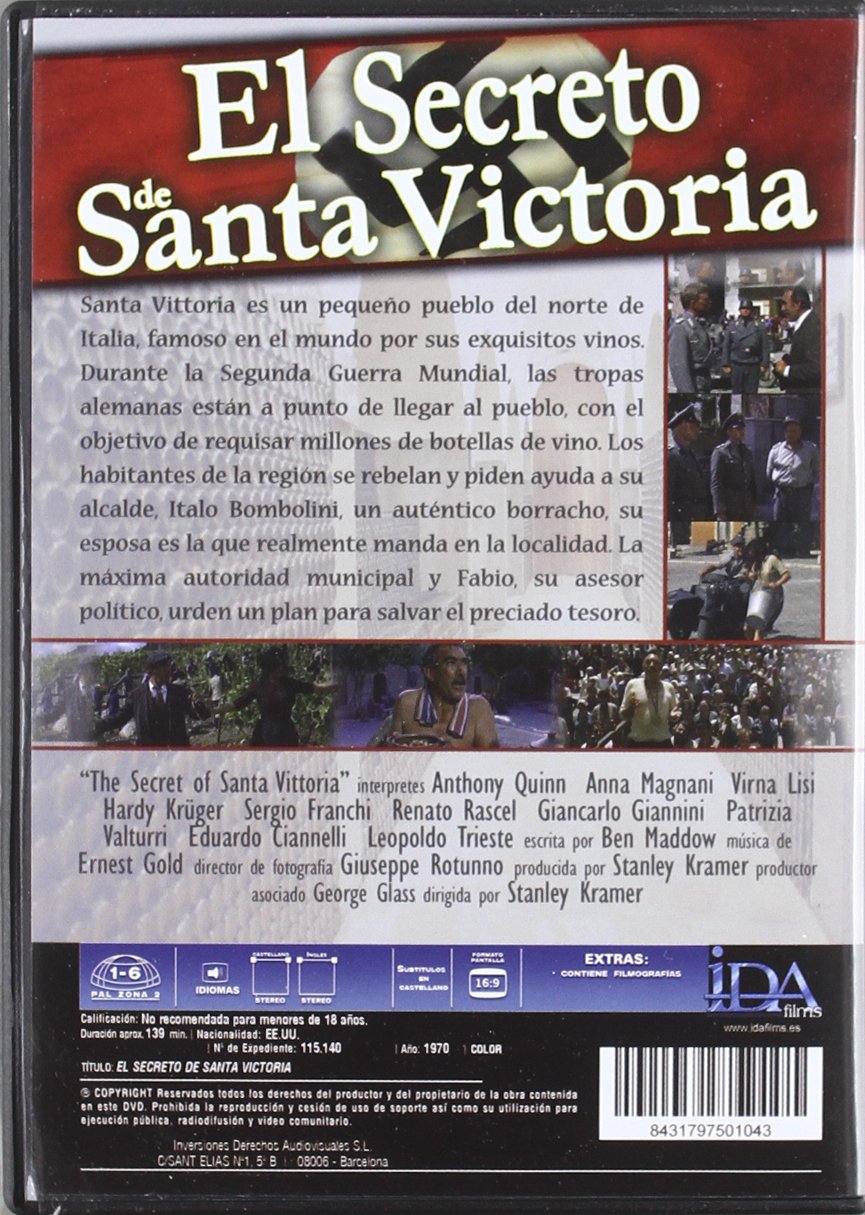 El Secreto
de Santa Victoria
Santa Vittoria es un pequeño pueblo del norte de
Italia, famoso en el mundo por sus exquisitos vinos.
Durante la Segunda Guerra Mundial, las tropas
alemanas están a punto de llegar al pueblo, con el
objetivo de requisar millones de botellas de vino. Los
habitantes de la región se rebelan y piden ayuda a su
alcalde, Italo Bombolini, un auténtico borracho, su
esposa es la que realmente manda en la localidad. La
máxima autoridad municipal y Fabio, su asesor
político, urden un plan para salvar el preciado tesoro.
“The Secret of Santa Vittoria” interpretes Anthony Quinn Anna Magnani Virna Lisi
Hardy Krüger Sergio Franchi Renato Rascel Giancarlo Giannini Patrizia
Valturri Eduardo Ciannelli Leopoldo Trieste escrita por Ben Maddow música de
Ernest Gold director de fotografia Giuseppe Rotunno producida por Stanley Kramer productor
asociado George Glass dirigida por Stanley Kramer
1-6
PAL ZONA 2
IDIOMAS
CASTELLANO
STEREO
INGLES
STEREO
SUBTITULOS
EN
CASTELLANO
FORMATO
PANTALLA
16:9
EXTRAS:
· CONTIENE FILMOGRAFÍAS
iDA
films
www.idafilms.es
Calificación: No recomendada para menores de 18 años.
Duración aprox. 139 min. | Nacionalidad: EE.UU.
| Nº de Expediente: 115.140 | Año: 1970 | COLOR
TÍTULO: EL SECRETO DE SANTA VICTORIA
℗ COPYRIGHT Reservados todos los derechos del productor y del propietario de la obra contenida
en este DVD. Prohibida la reproducción y cesión de uso de soporte así como su utilización para
ejecución pública, radiodifusión y video comunitario.
Inversiones Derechos Audiovisuales S.L.
C/SANT ELIAS Nº1, 5º B | 08006 - Barcelona
8431797501043